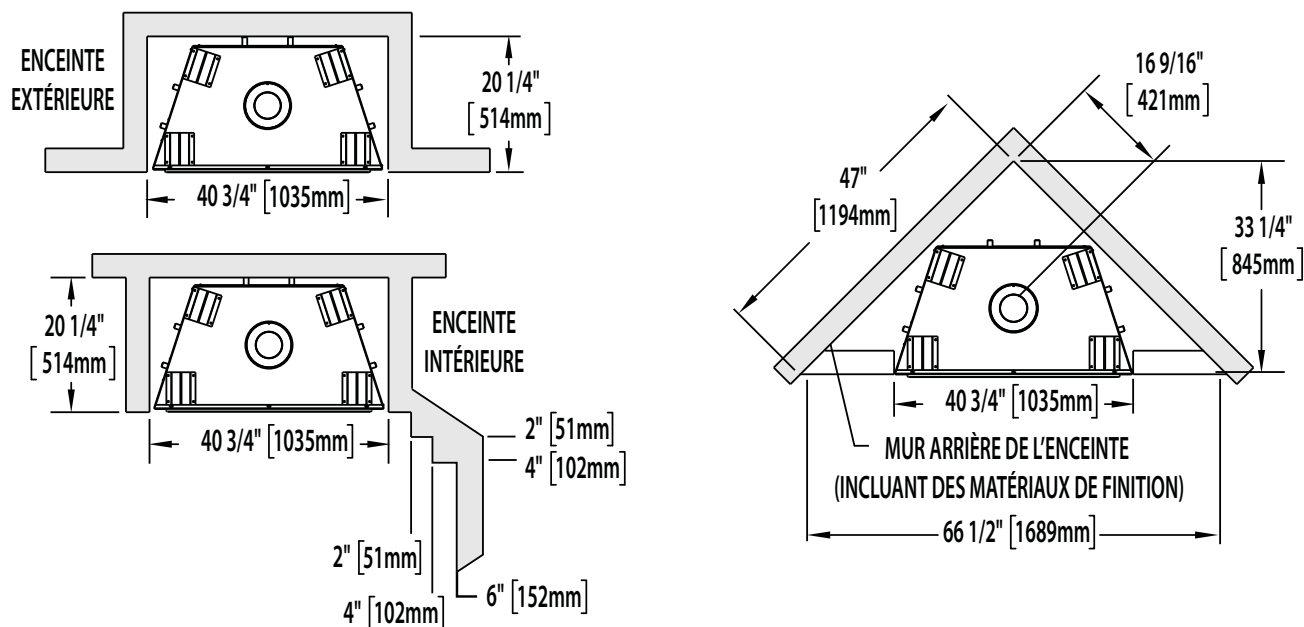 ENCEINTE
EXTÉRIEURE
20 1/4"
[514mm]
40 3/4" [1035mm]
20 1/4"
[514mm]
ENCEINTE
INTÉRIEURE
40 3/4" [1035mm]
2" [51mm]
4" [102mm]
2" [51mm]
4" [102mm]
6" [152mm]
16 9/16"
[421mm]
47"
[1194mm]
33 1/4"
[845mm]
40 3/4" [1035mm]
MUR ARRIÈRE DE L'ENCEINTE
(INCLUANT DES MATÉRIAUX DE FINITION)
66 1/2" [1689mm]